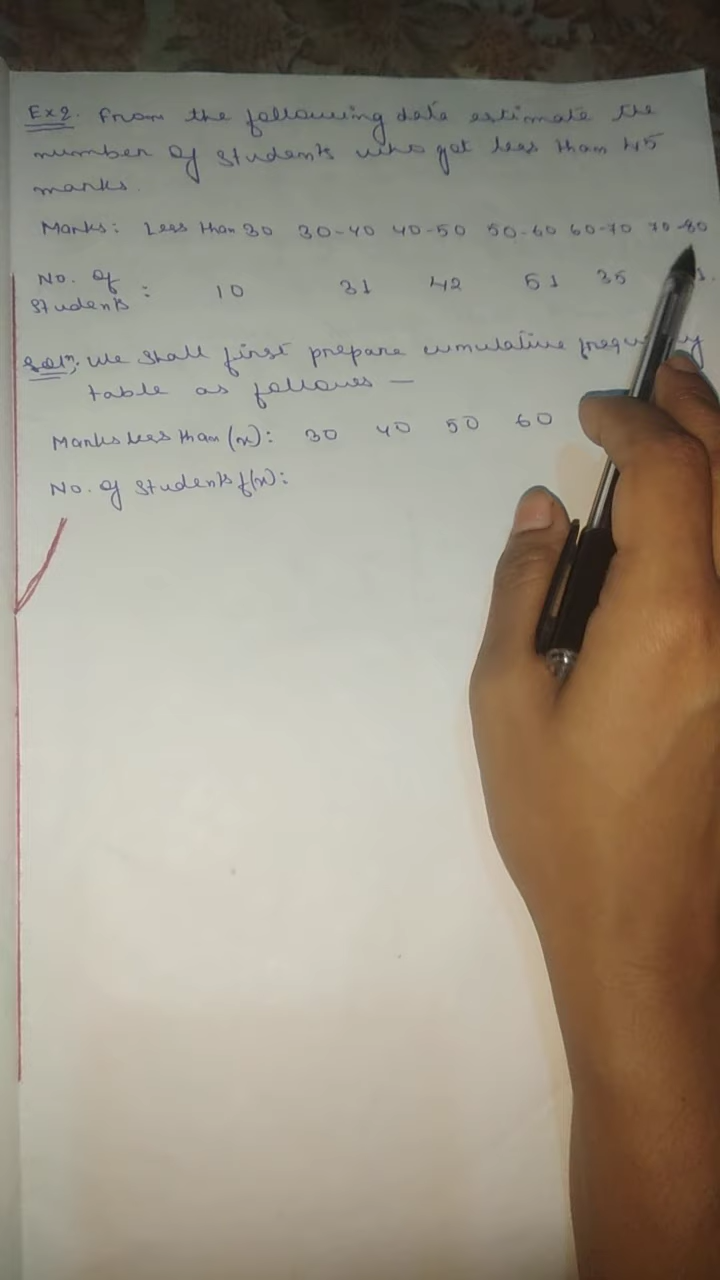 Ex 2. From the following data estimate the
number of students who got less than 45
marks.
Marks: Less than 30 30-40 40-50 50-60 60-70 70-80
No. of
students : 10 31 42 51 35
Solⁿ: We shall first prepare cumulative
table as follows —
Marks less than (x): 30 40 50 60
No. of students f(x):